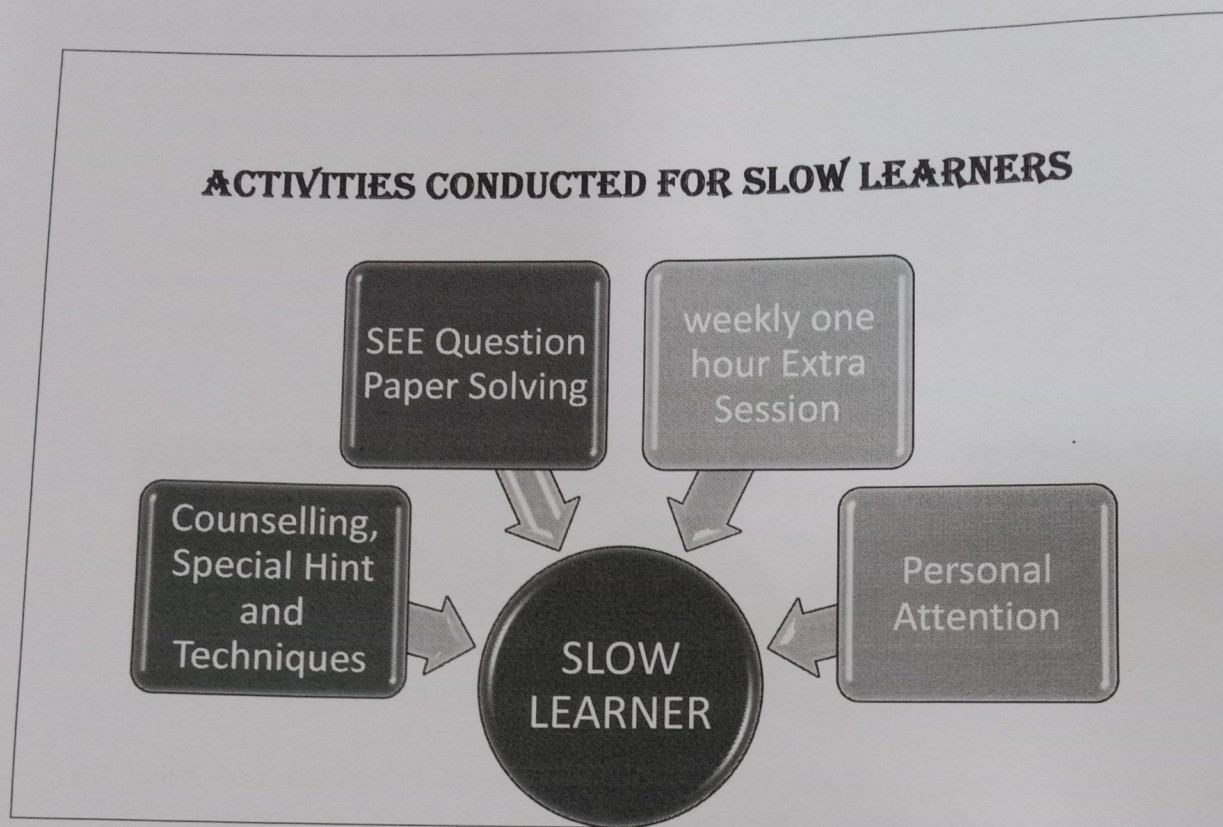 ACTIVITIES CONDUCTED FOR SLOW LEARNERS
SEE Question
Paper Solving
weekly one
hour Extra
Session
Counselling,
Special Hint
and
Techniques
Personal
Attention
SLOW
LEARNER